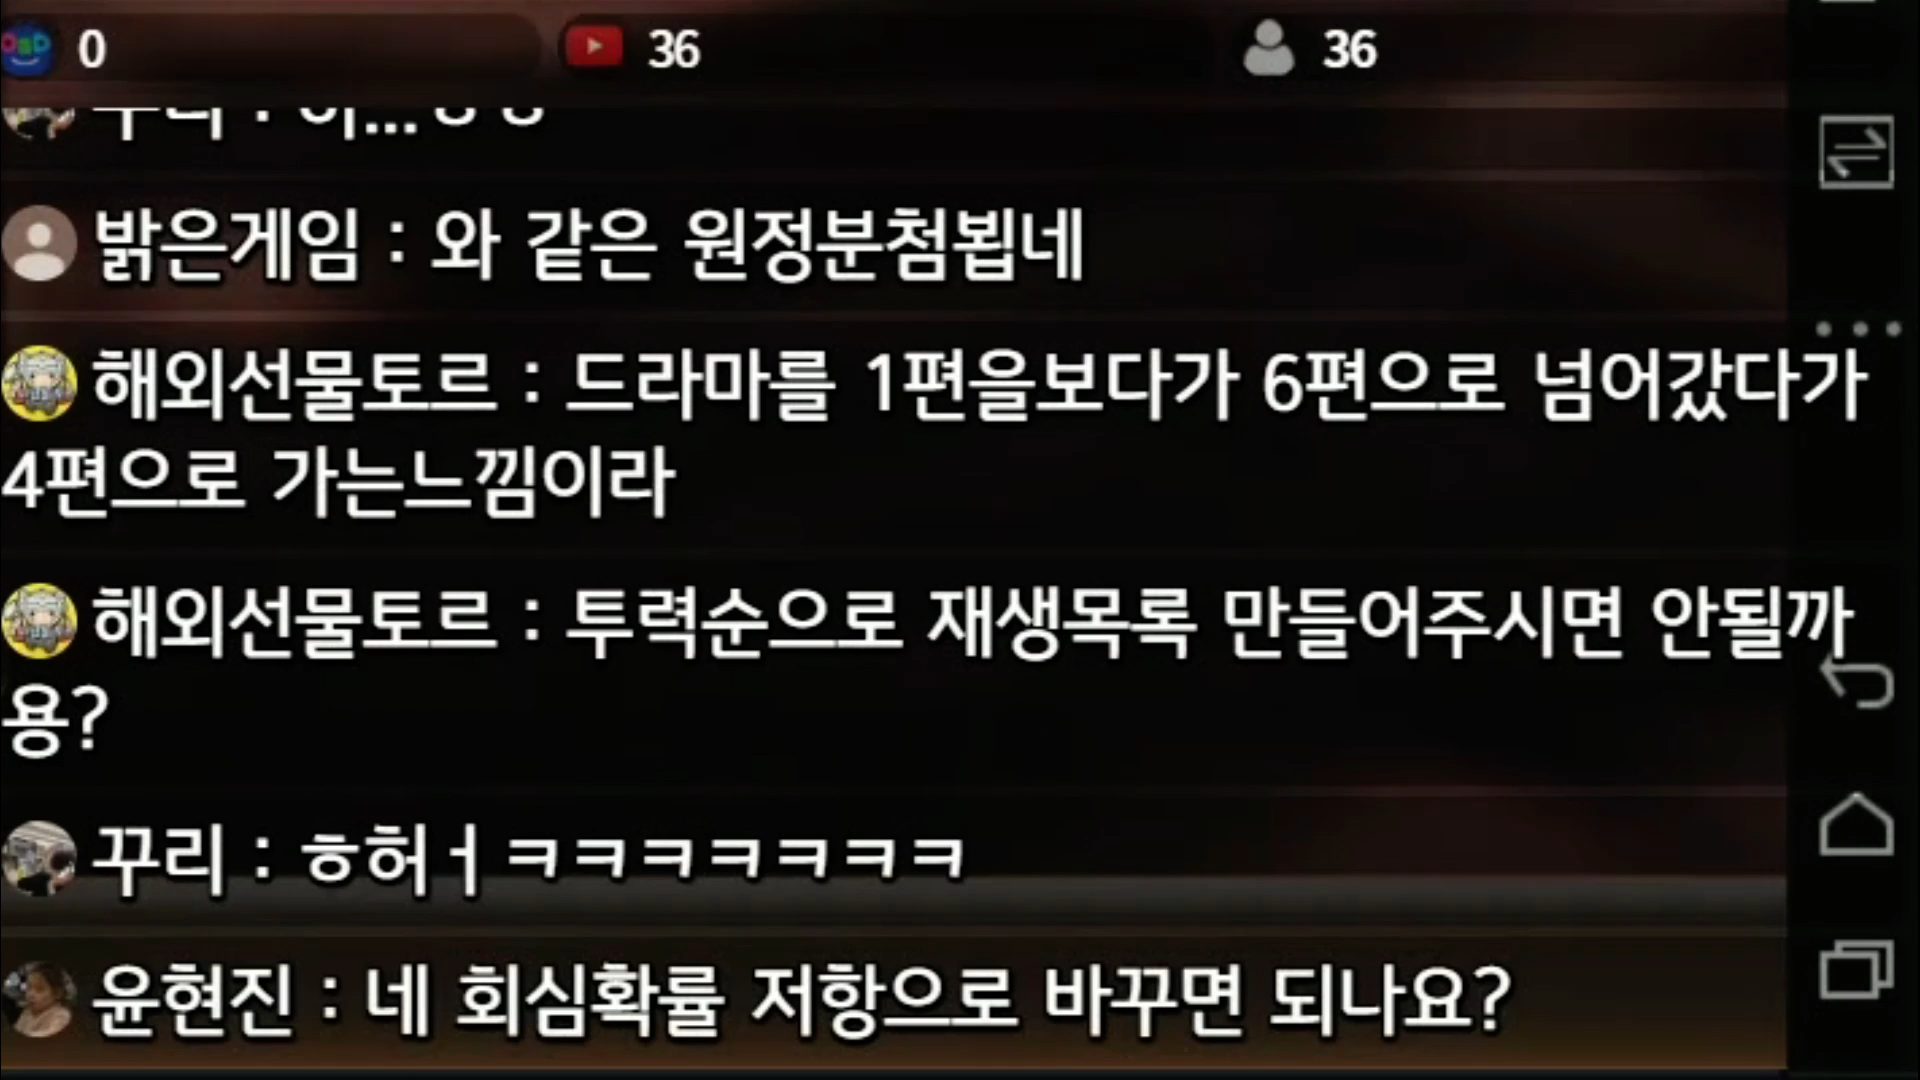 0 36 36
밝은게임 : 와 같은 원정분첨뵙네
해외선물토르 : 드라마를 1편을보다가 6편으로 넘어갔다가
4편으로 가는느낌이라
해외선물토르 : 투력순으로 재생목록 만들어주시면 안될까
용?
꾸리 : ㅎ허ㅓㅋㅋㅋㅋㅋㅋㅋ
윤현진 : 네 회심확률 저항으로 바꾸면 되나요?